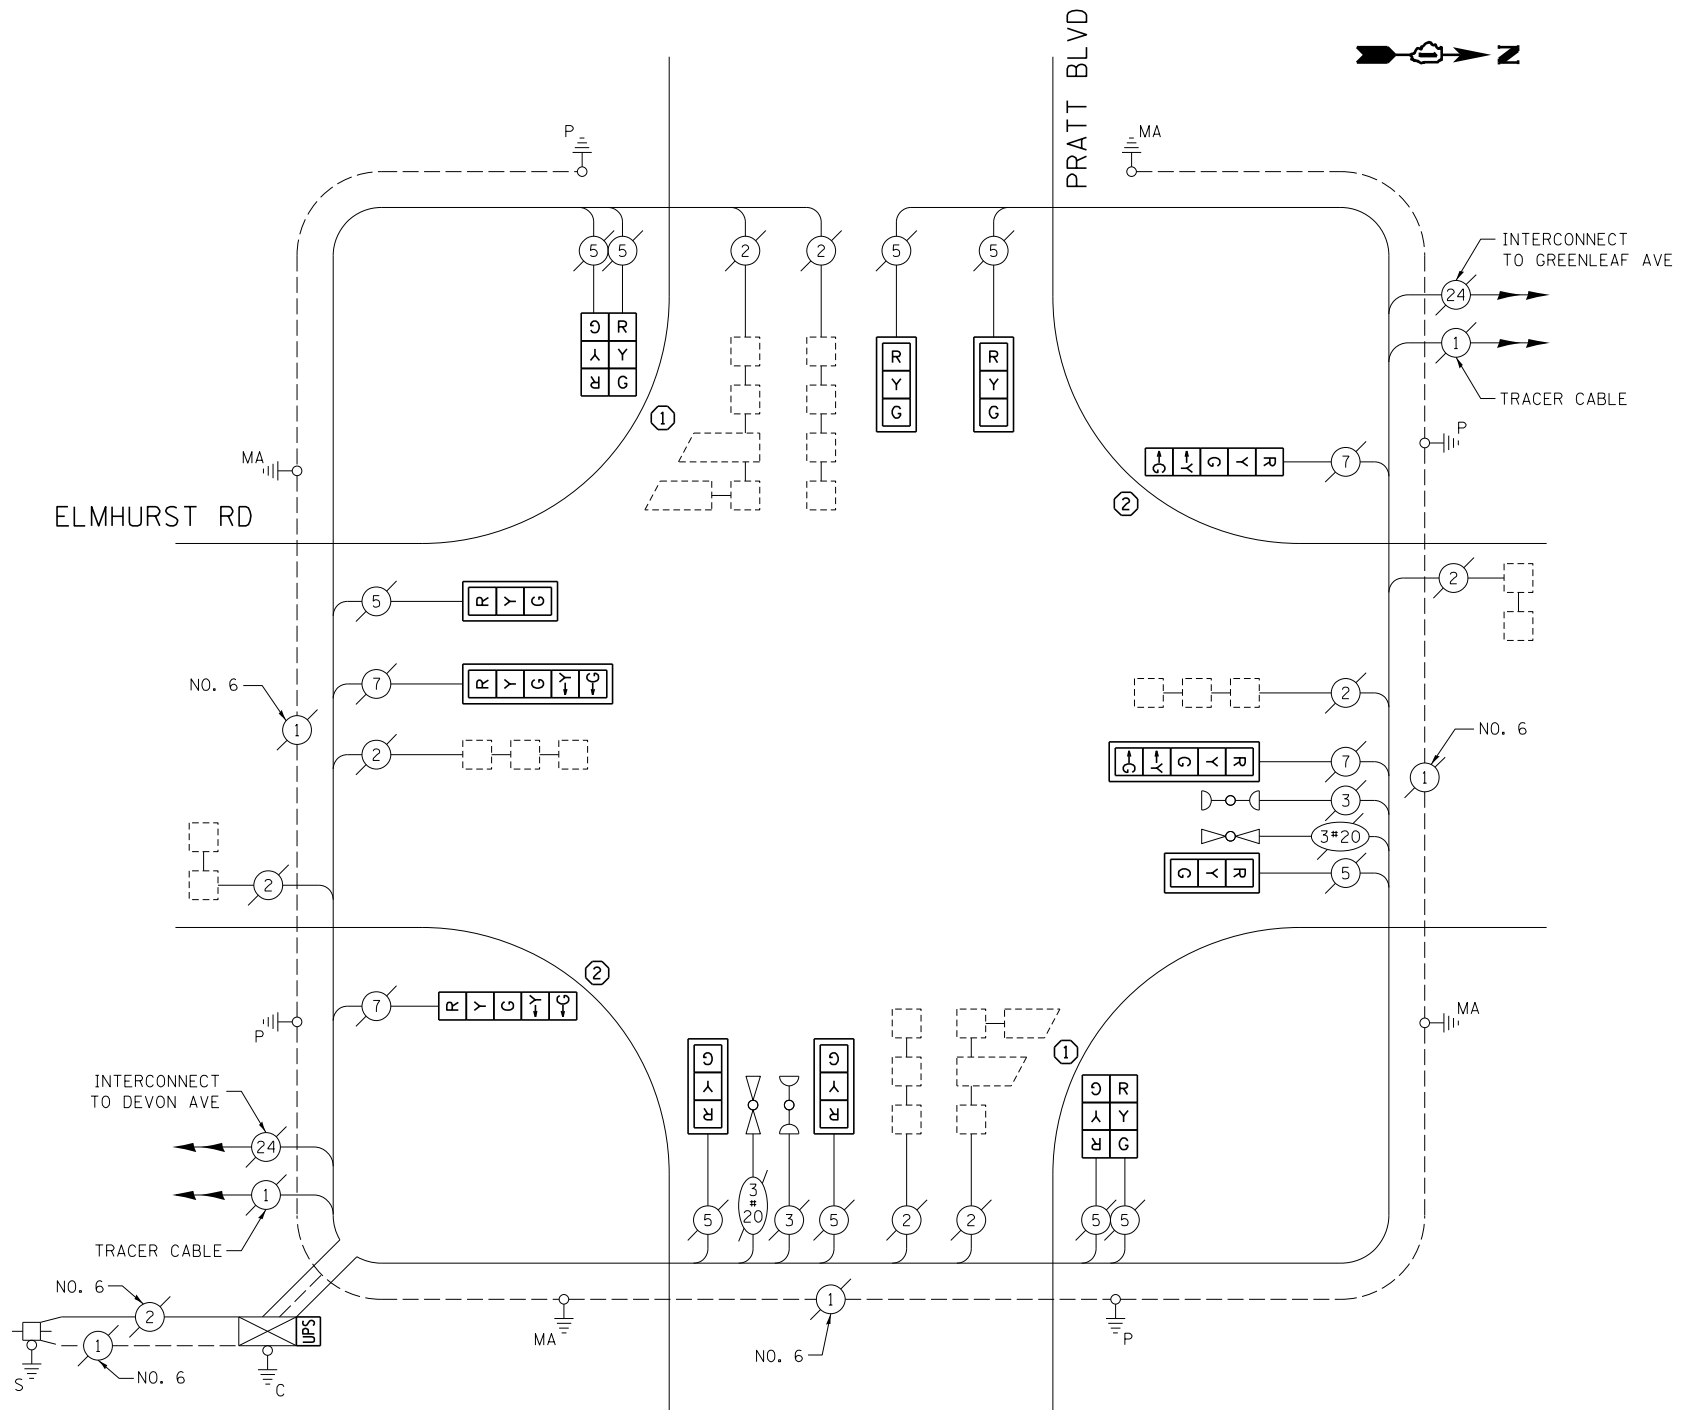 PRATT BLVD
N
P
MA
5
5
2
2
5
5
INTERCONNECT
TO GREENLEAF AVE
24
1
TRACER CABLE
G R
Y Y
R G
R
Y
G
R
Y
G
1
P
G Y G Y R
7
2
MA
ELMHURST RD
5
R Y G
2
7
R Y G Y G
NO. 6
1
2
2
G Y G Y R
7
NO. 6
1
3
3#20
G Y R
5
2
2
7
R Y G Y G
P
MA
1
G
Y
R
G
Y
R
G R
Y Y
R G
INTERCONNECT
TO DEVON AVE
24
1
TRACER CABLE
5
3
#
20
3
5
2
2
5
5
NO. 6
2
1
NO. 6
S
UPS
C
MA
1
NO. 6
P